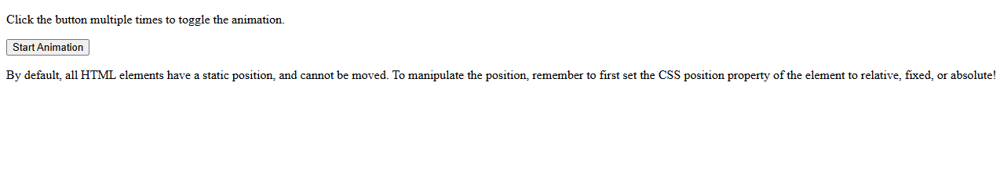 Click the button multiple times to toggle the animation.
Start Animation
By default, all HTML elements have a static position, and cannot be moved. To manipulate the position, remember to first set the CSS position property of the element to relative, fixed, or absolute!